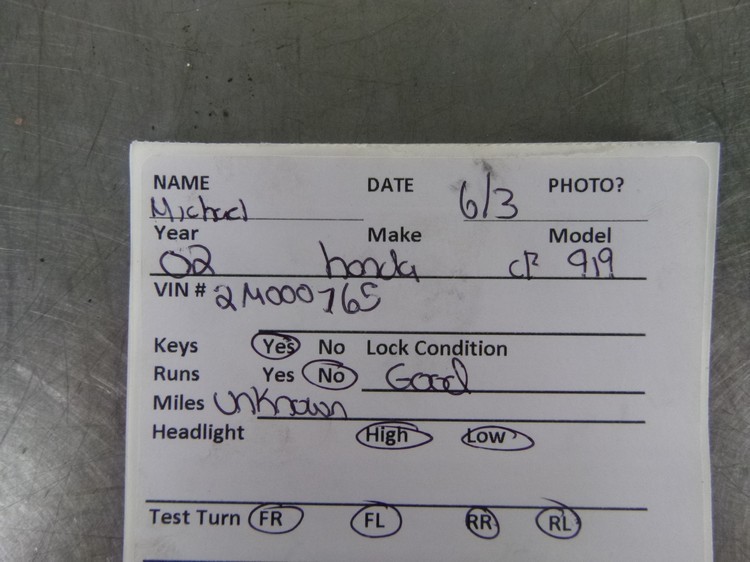 NAME DATE 6/3 PHOTO?
Michael
Year Make Model
02 honda CB 919
VIN # 2M000765
Keys Yes No Lock Condition
Runs Yes No Good
Miles Unknown
Headlight High Low
Test Turn FR FL RR RL